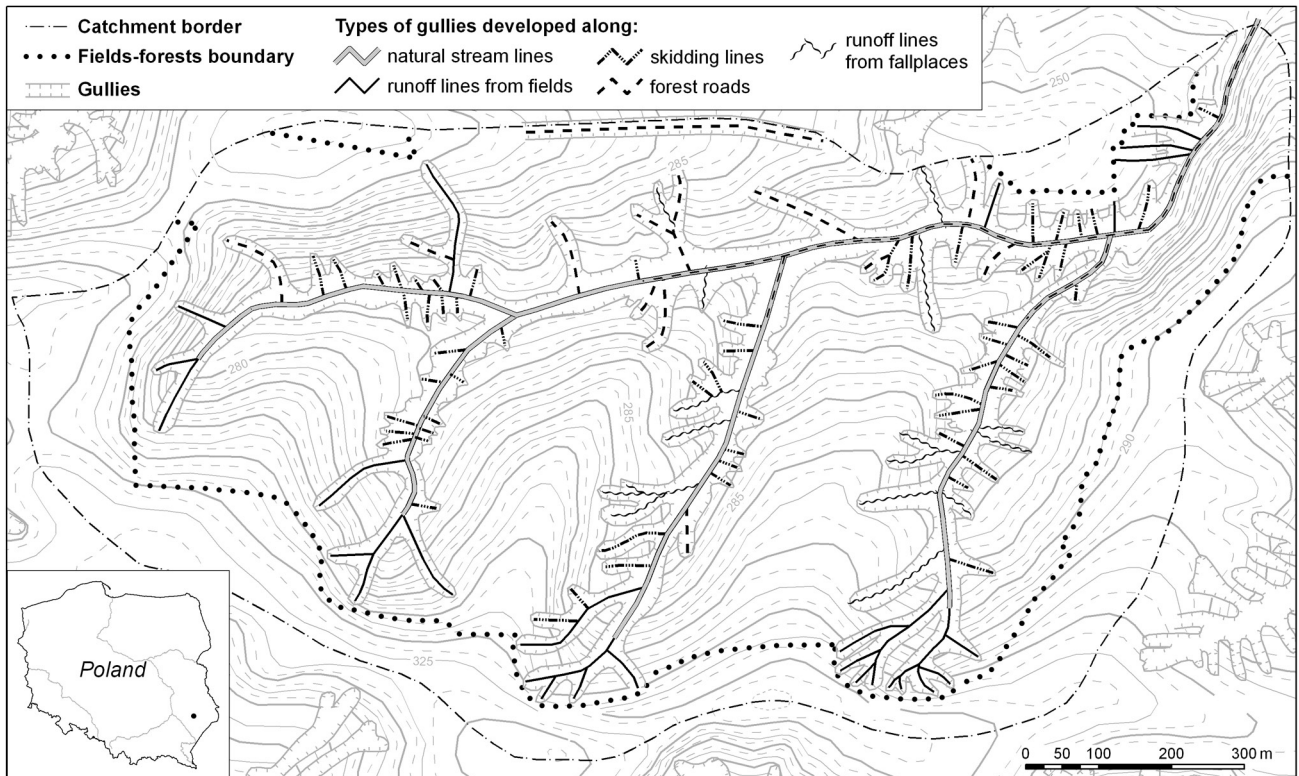 Catchment border
Fields-forests boundary
Gullies
Types of gullies developed along:
natural stream lines
runoff lines from fields
skidding lines
forest roads
runoff lines
from fallplaces
250
285
280
285
285
290
325
Poland
0 50 100 200 300 m